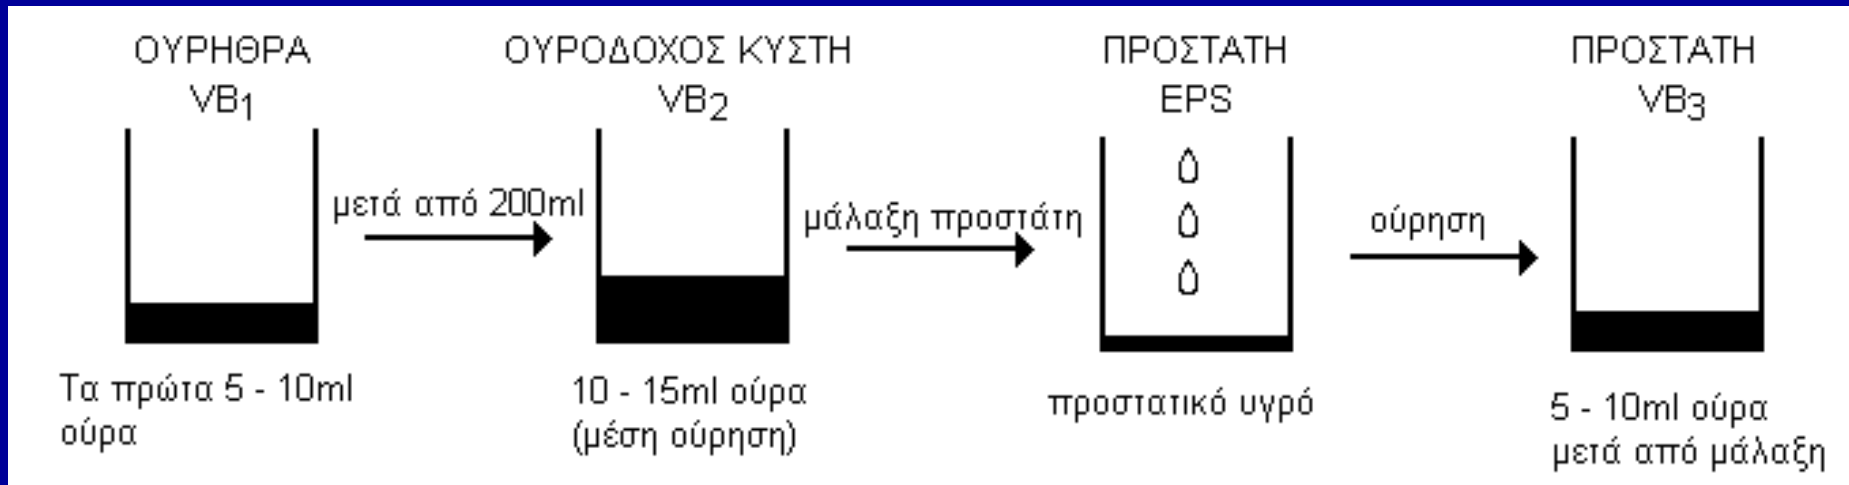 ΟΥΡΗΘΡΑ
VB1
ΟΥΡΟΔΟΧΟΣ ΚΥΣΤΗ
VB2
ΠΡΟΣΤΑΤΗ
EPS
ΠΡΟΣΤΑΤΗ
VB3
μετά από 200ml
μάλαξη προστάτη
ούρηση
Τα πρώτα 5 - 10ml
ούρα
10 - 15ml ούρα
(μέση ούρηση)
προστατικό υγρό
5 - 10ml ούρα
μετά από μάλαξη